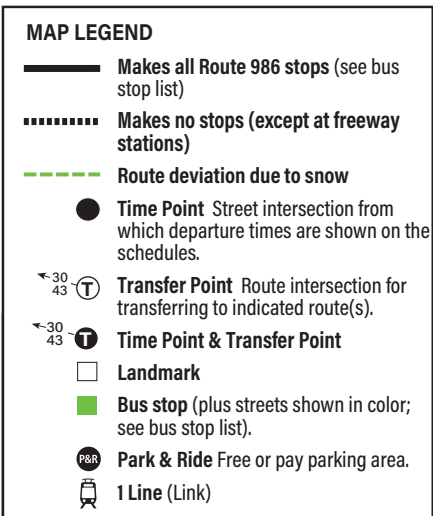 MAP LEGEND
Makes all Route 986 stops (see bus
stop list)
Makes no stops (except at freeway
stations)
Route deviation due to snow
Time Point Street intersection from
which departure times are shown on the
schedules.
30
43 T Transfer Point Route intersection for
transferring to indicated route(s).
30
43 T Time Point & Transfer Point
Landmark
Bus stop (plus streets shown in color;
see bus stop list).
P&R Park & Ride Free or pay parking area.
1 Line (Link)